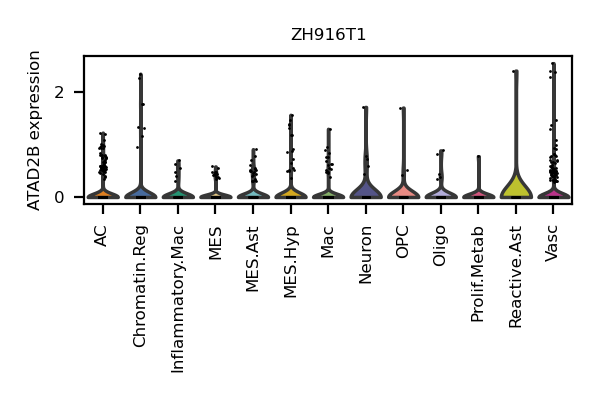 ZH916T1
ATAD2B expression
2
0
AC
Chromatin.Reg
Inflammatory.Mac
MES
MES.Ast
MES.Hyp
Mac
Neuron
OPC
Oligo
Prolif.Metab
Reactive.Ast
Vasc